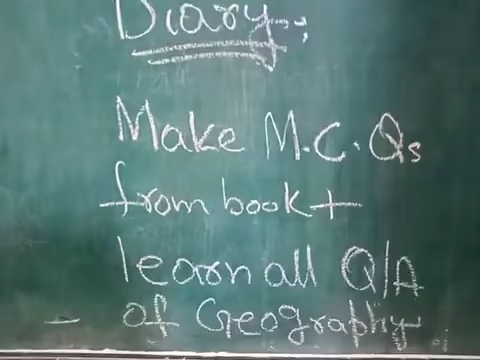 Diary:
Make M.C.Qs
from book +
learn all Q/A
- of Geography